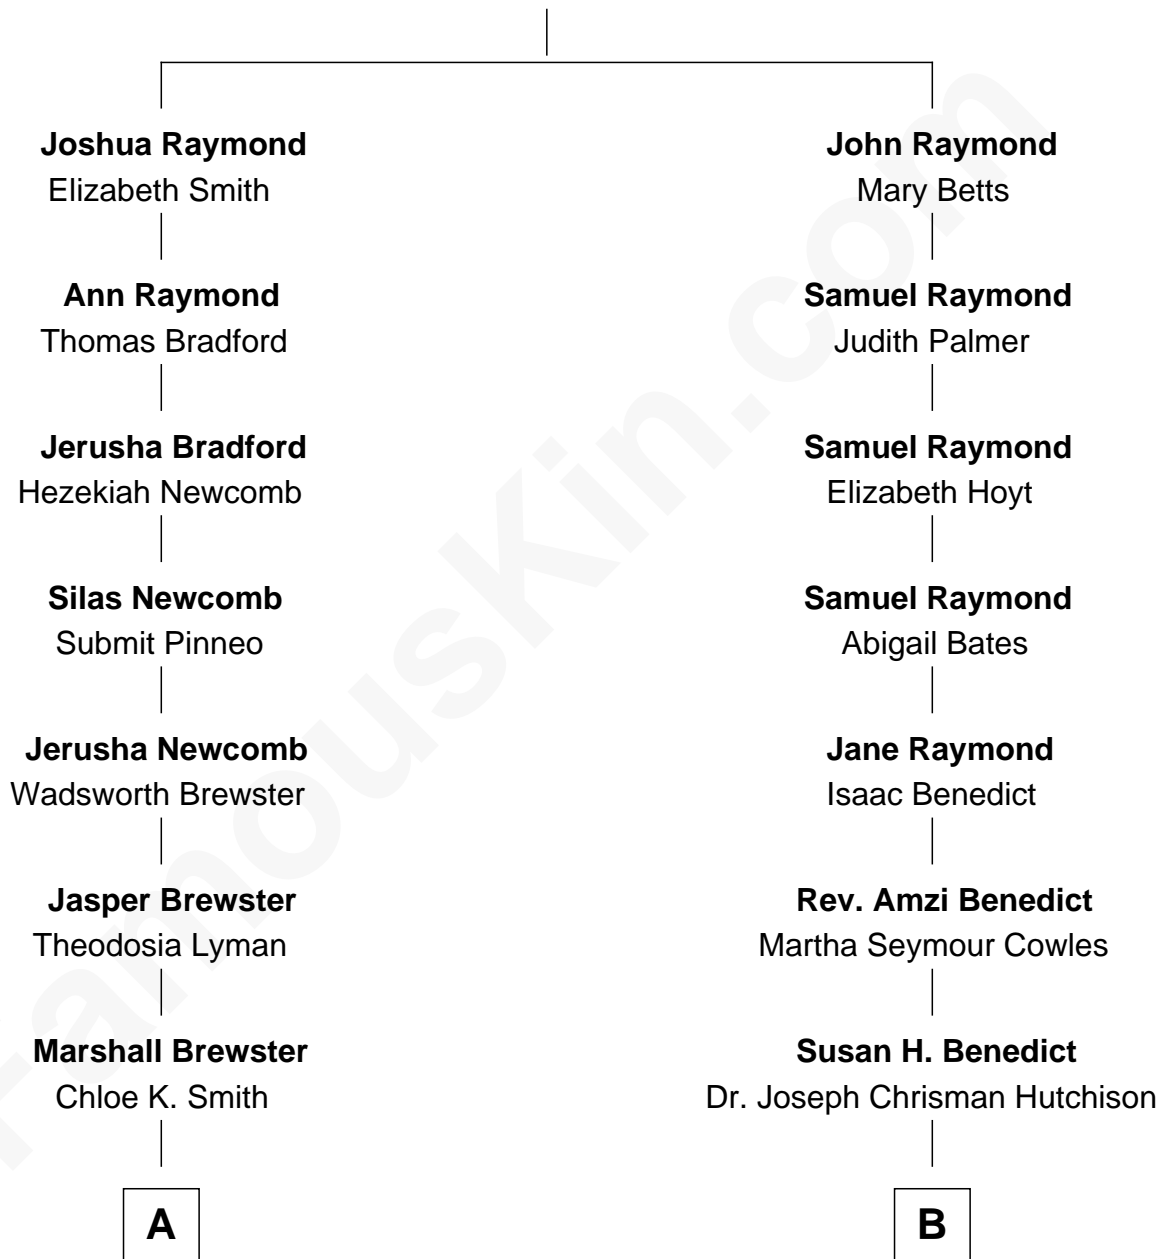 Joshua Raymond
Elizabeth Smith
John Raymond
Mary Betts
Ann Raymond
Thomas Bradford
Samuel Raymond
Judith Palmer
Jerusha Bradford
Hezekiah Newcomb
Samuel Raymond
Elizabeth Hoyt
Silas Newcomb
Submit Pinneo
Samuel Raymond
Abigail Bates
Jerusha Newcomb
Wadsworth Brewster
Jane Raymond
Isaac Benedict
Jasper Brewster
Theodosia Lyman
Rev. Amzi Benedict
Martha Seymour Cowles
Marshall Brewster
Chloe K. Smith
Susan H. Benedict
Dr. Joseph Chrisman Hutchison
A
B
FamousKin.com